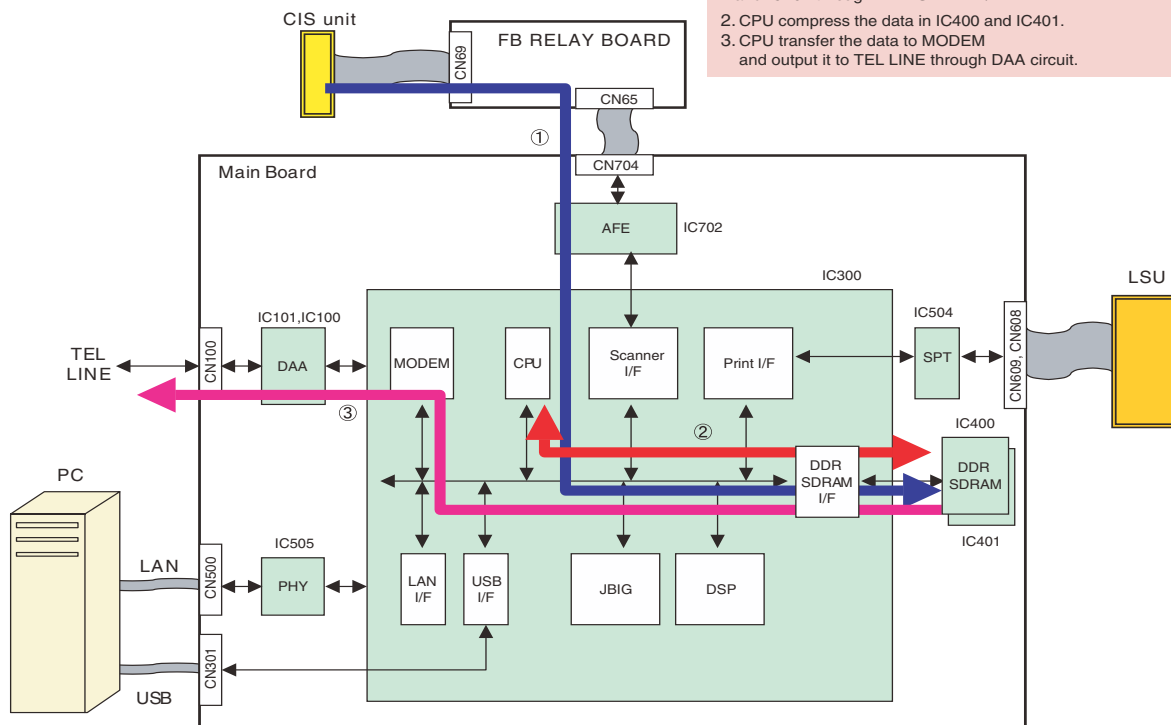 2. CPU compress the data in IC400 and IC401.
3. CPU transfer the data to MODEM
and output it to TEL LINE through DAA circuit.
CIS unit
FB RELAY BOARD
CN69
CN65
①
CN704
Main Board
AFE
IC702
IC300
LSU
IC101,IC100
IC504
TEL
LINE
CN100
DAA
MODEM
CPU
Scanner
I/F
Print I/F
SPT
CN609, CN608
③
②
IC400
DDR
SDRAM
I/F
DDR
SDRAM
IC401
PC
IC505
LAN
CN500
PHY
LAN
I/F
USB
I/F
JBIG
DSP
CN301
USB